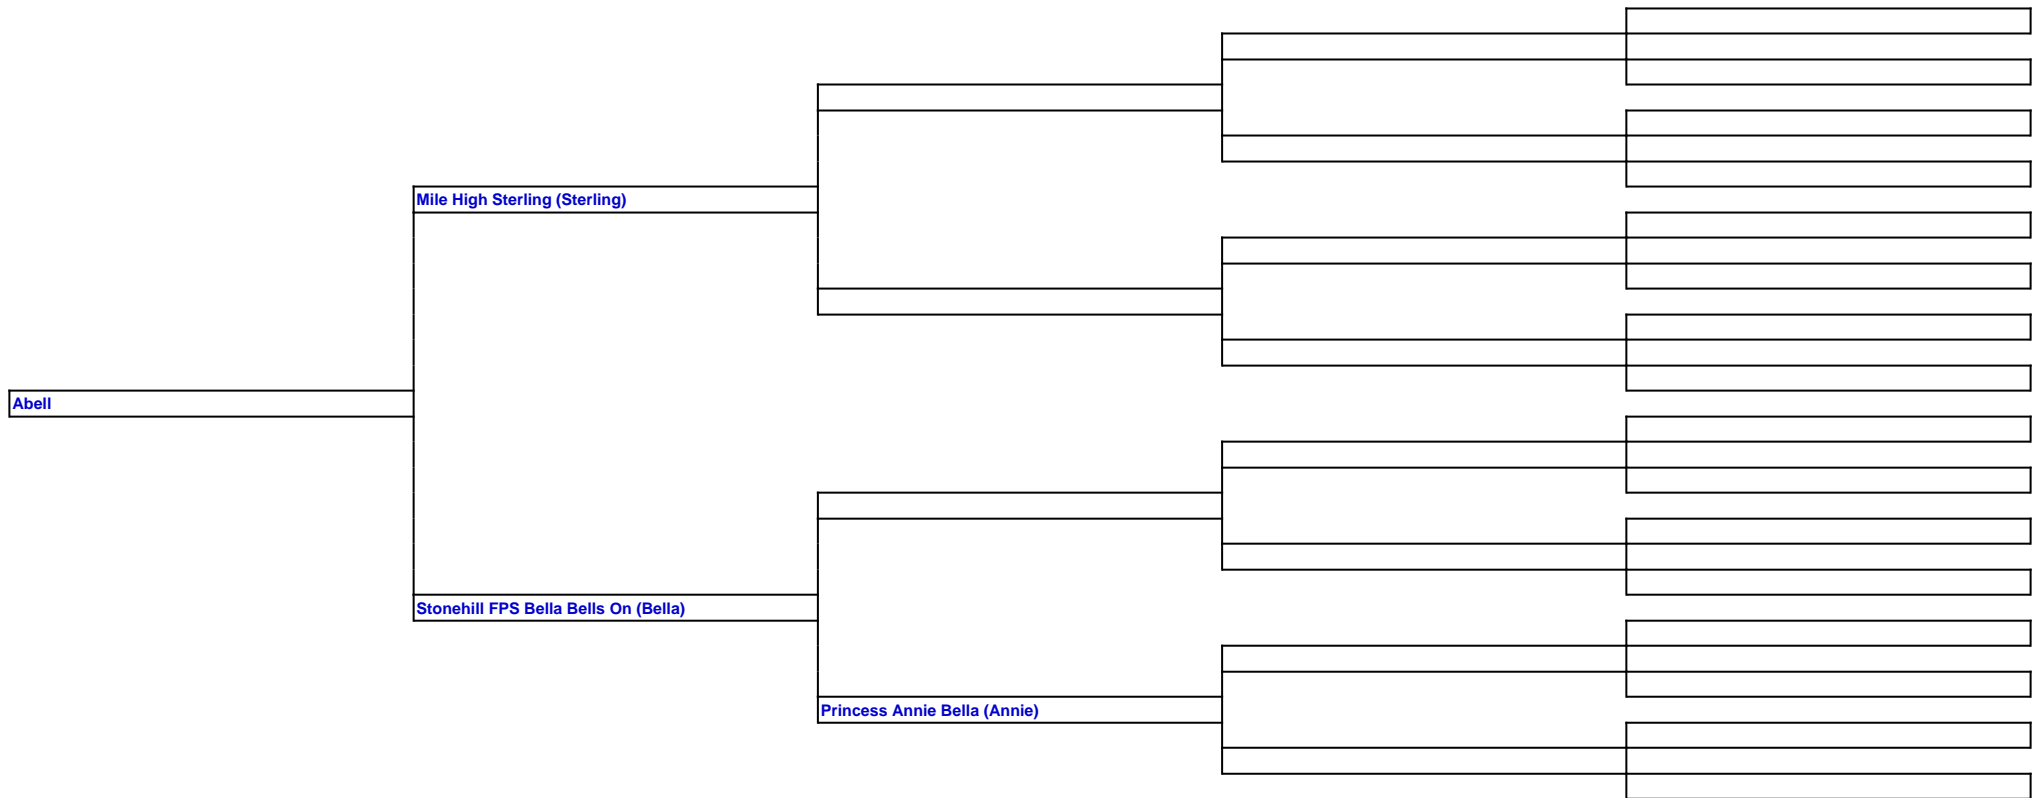 Mile High Sterling (Sterling)
Abell
Stonehill FPS Bella Bells On (Bella)
Princess Annie Bella (Annie)